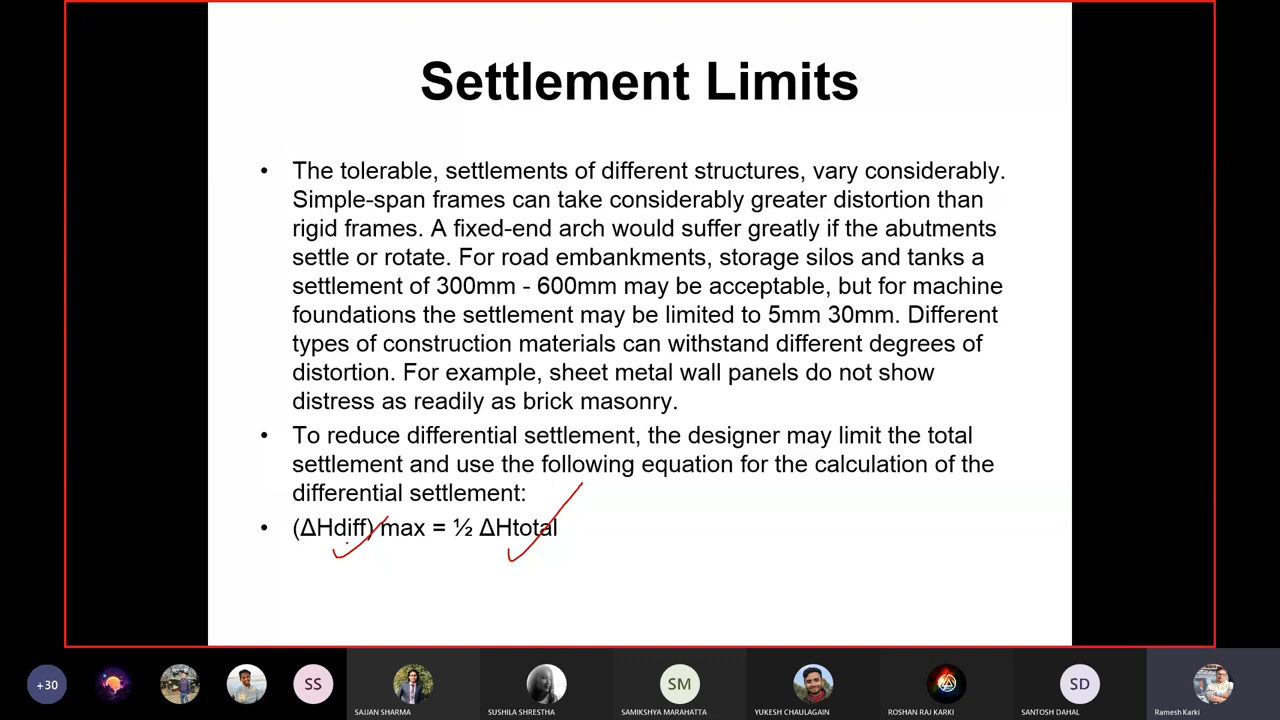 Settlement Limits
• The tolerable, settlements of different structures, vary considerably.
Simple-span frames can take considerably greater distortion than
rigid frames. A fixed-end arch would suffer greatly if the abutments
settle or rotate. For road embankments, storage silos and tanks a
settlement of 300mm - 600mm may be acceptable, but for machine
foundations the settlement may be limited to 5mm 30mm. Different
types of construction materials can withstand different degrees of
distortion. For example, sheet metal wall panels do not show
distress as readily as brick masonry.
• To reduce differential settlement, the designer may limit the total
settlement and use the following equation for the calculation of the
differential settlement:
• (ΔHdiff) max = ½ ΔHtotal
+30
SS
SM
SD
SAJJAN SHARMA
SUSHILA SHRESTHA
SAMIKSHYA MARAHATTA
YUKESH CHAULAGAIN
ROSHAN RAJ KARKI
SANTOSH DAHAL
Ramesh Karki